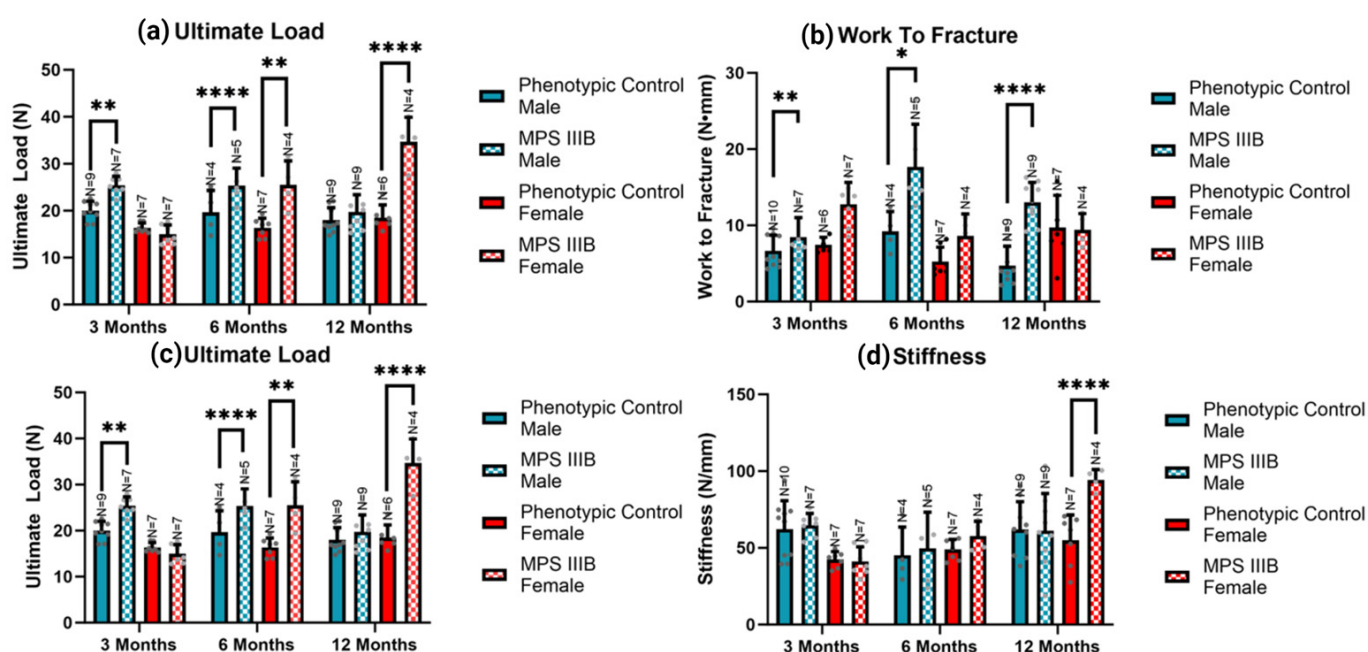 (a) Ultimate Load
Ultimate Load (N)
50
40
30
20
10
0
**
****
**
****
N=9
N=7
N=7
N=7
N=4
N=5
N=7
N=4
N=9
N=9
N=6
N=4
3 Months
6 Months
12 Months
Phenotypic Control
Male
MPS IIIB
Male
Phenotypic Control
Female
MPS IIIB
Female
(b) Work To Fracture
Work to Fracture (N•mm)
30
20
10
0
**
*
****
N=10
N=7
N=6
N=7
N=4
N=5
N=7
N=4
N=9
N=9
N=7
N=4
3 Months
6 Months
12 Months
Phenotypic Control
Male
MPS IIIB
Male
Phenotypic Control
Female
MPS IIIB
Female
(c) Ultimate Load
Ultimate Load (N)
50
40
30
20
10
0
**
****
**
****
N=9
N=7
N=7
N=7
N=4
N=5
N=7
N=4
N=9
N=9
N=6
N=4
3 Months
6 Months
12 Months
Phenotypic Control
Male
MPS IIIB
Male
Phenotypic Control
Female
MPS IIIB
Female
(d) Stiffness
Stiffness (N/mm)
150
100
50
0
****
N=10
N=7
N=7
N=7
N=4
N=5
N=7
N=4
N=9
N=9
N=7
N=4
3 Months
6 Months
12 Months
Phenotypic Control
Male
MPS IIIB
Male
Phenotypic Control
Female
MPS IIIB
Female